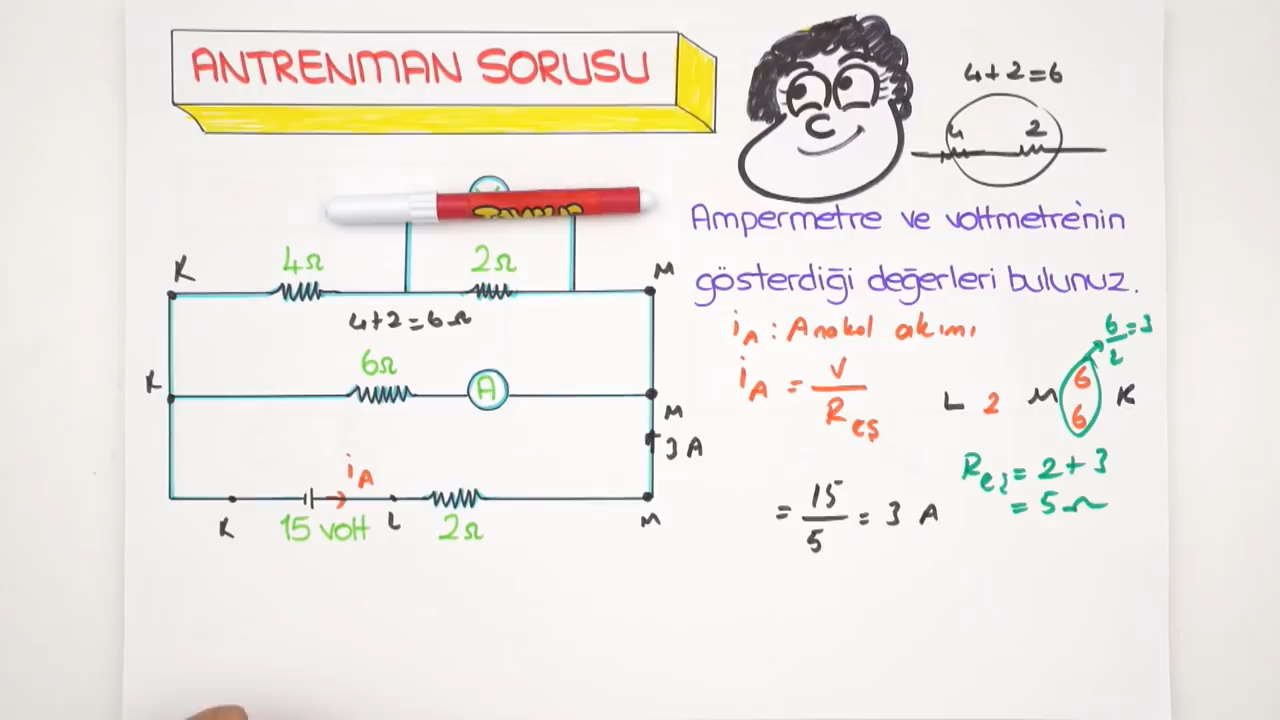 ANTRENMAN SORUSU
4+2=6
4 2
Ampermetre ve voltmetre'nin
gösterdiği değerleri bulunuz.
K 4Ω 2Ω M
4+2=6Ω
K 6Ω A M
3 A
iA
K 15 volt L 2Ω M
iA : Anakol akımı
iA = V / Reş
6/2=3
L 2 M 6 K
6
Reş = 2+3
= 5Ω
= 15/5 = 3 A